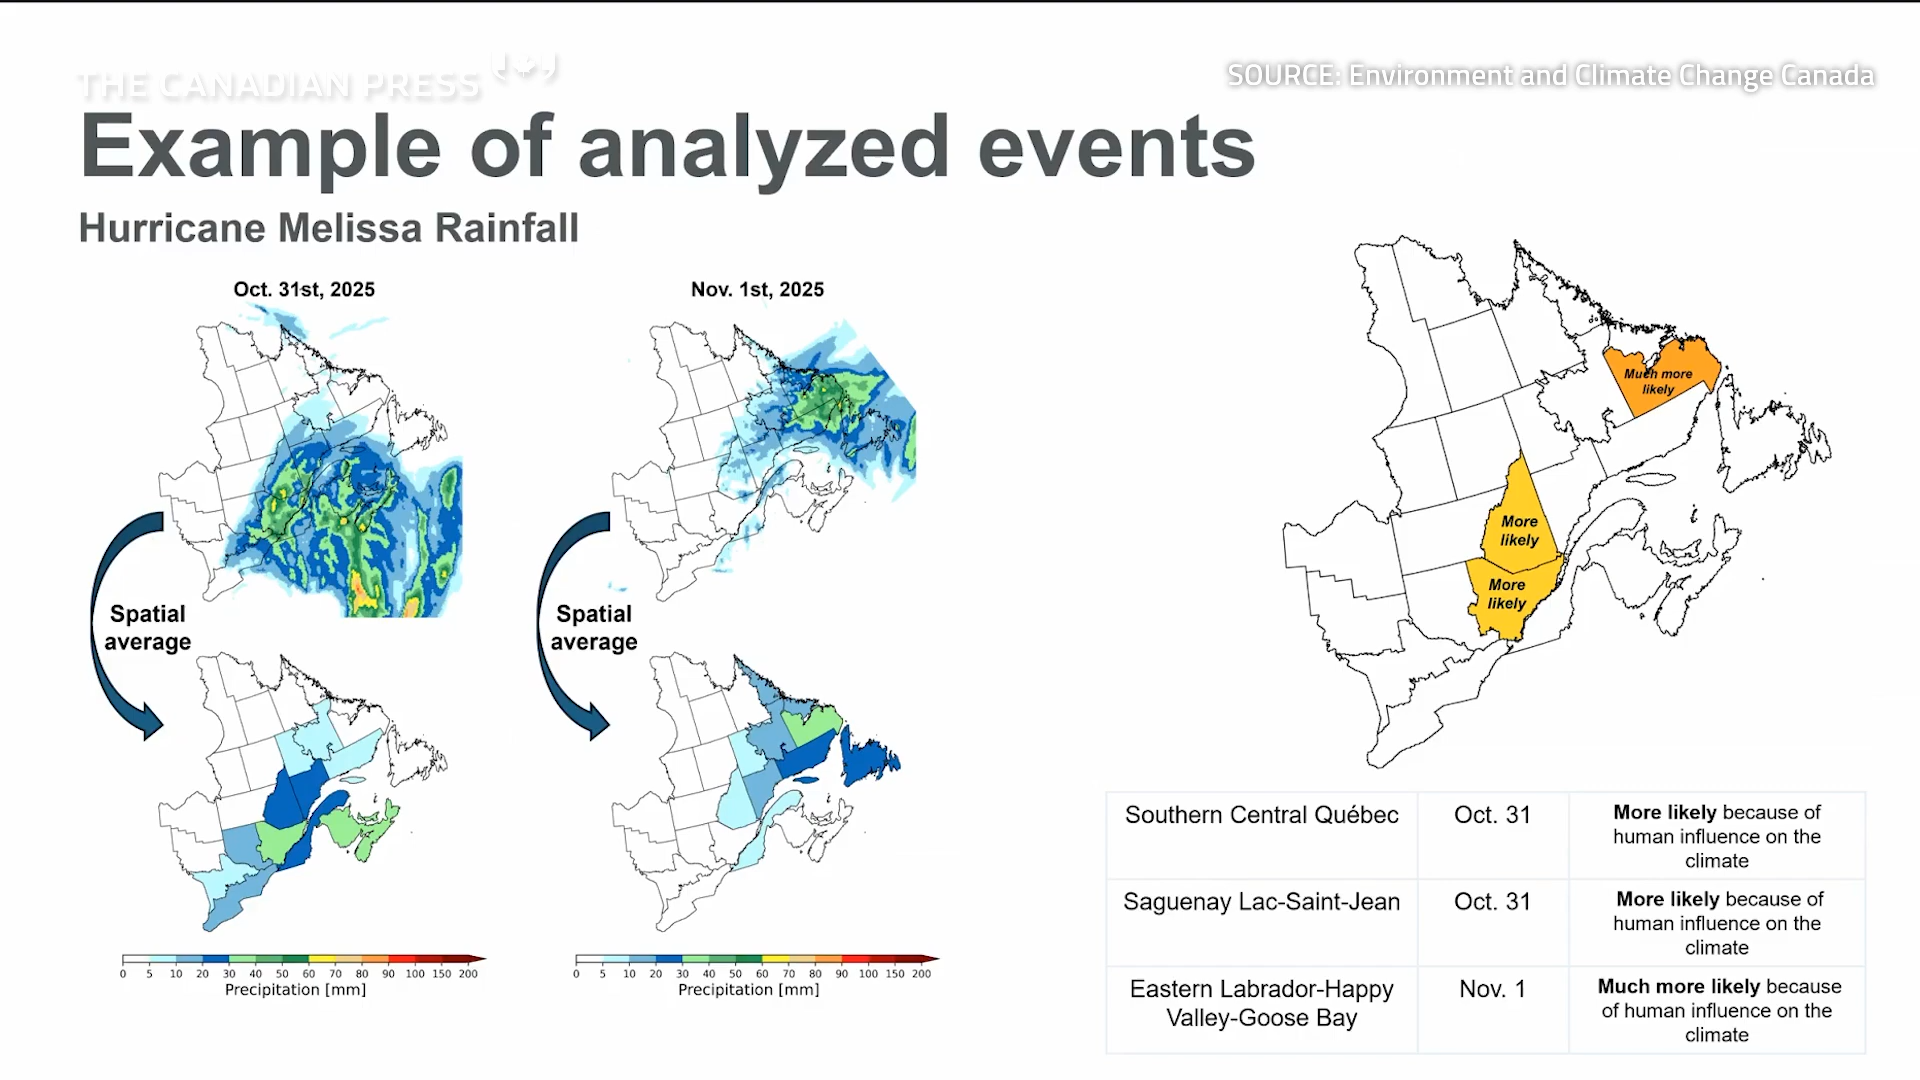 THE CANADIAN PRESS
SOURCE: Environment and Climate Change Canada
Example of analyzed events
Hurricane Melissa Rainfall
Oct. 31st, 2025
Nov. 1st, 2025
Spatial
average
Spatial
average
0 5 10 20 30 40 50 60 70 80 90 100 150 200
Precipitation [mm]
0 5 10 20 30 40 50 60 70 80 90 100 150 200
Precipitation [mm]
Much more
likely
More
likely
More
likely
Southern Central Québec
Oct. 31
More likely because of
human influence on the
climate
Saguenay Lac-Saint-Jean
Oct. 31
More likely because of
human influence on the
climate
Eastern Labrador-Happy
Valley-Goose Bay
Nov. 1
Much more likely because
of human influence on the
climate